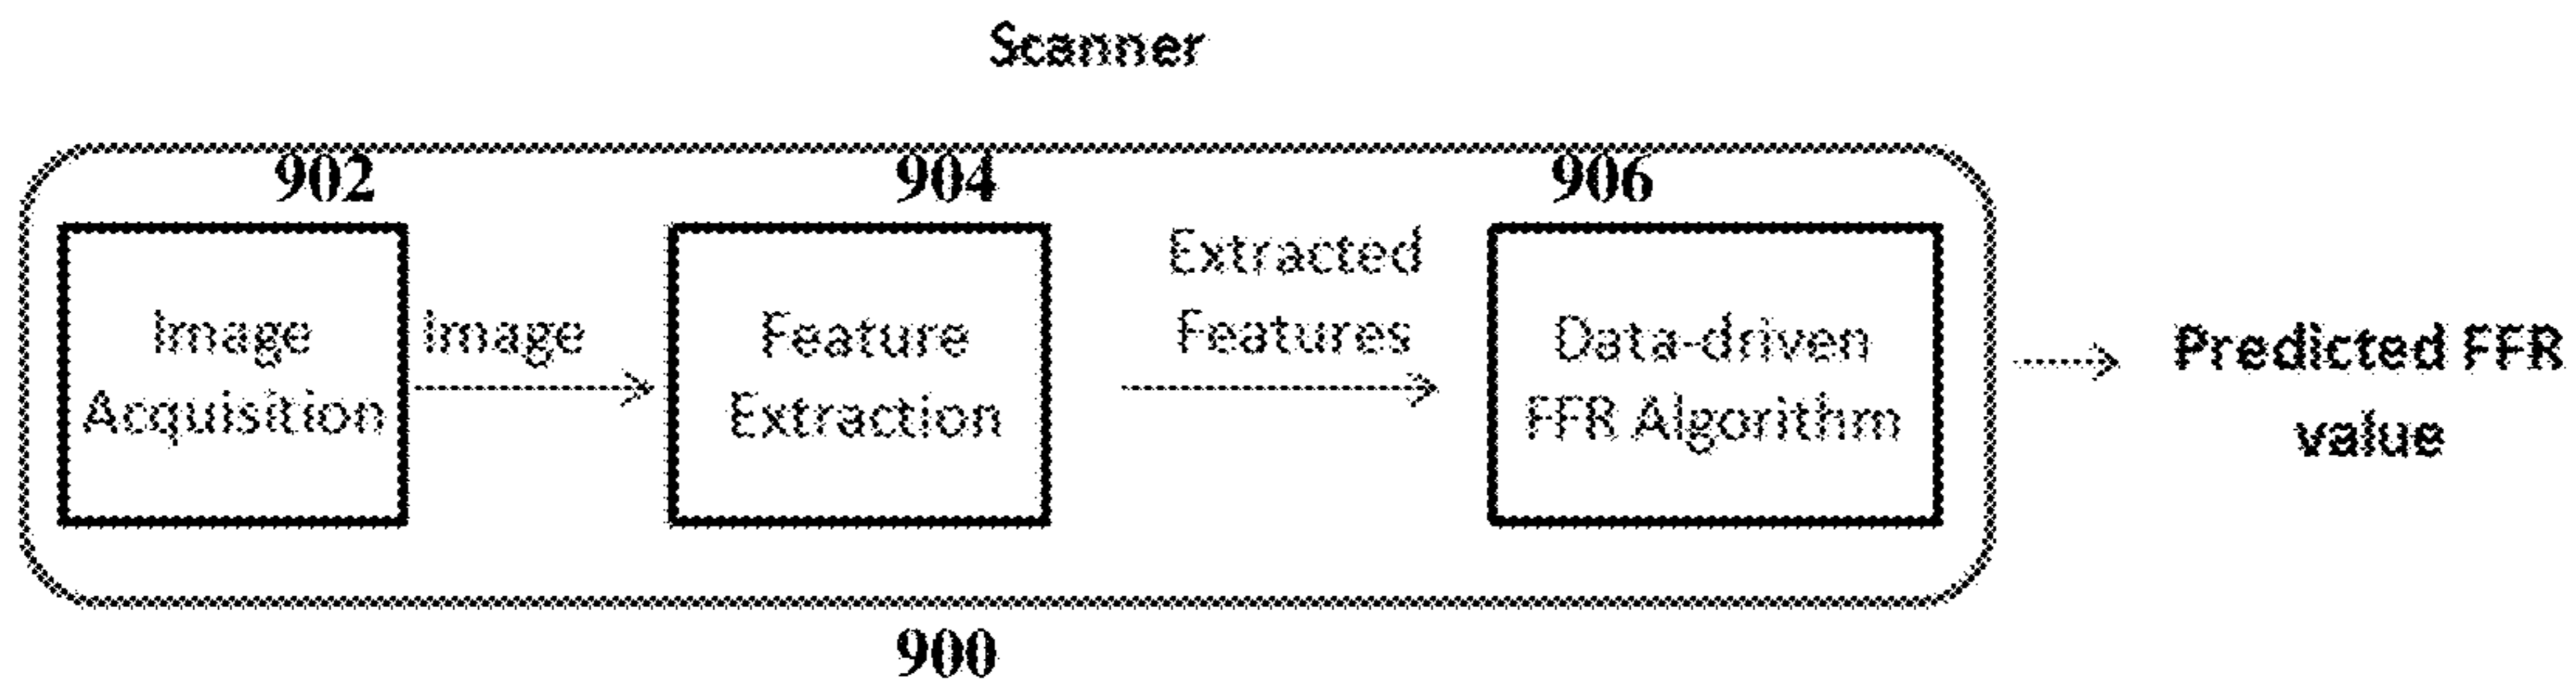 Scanner
902
904
906
Image
Acquisition
Image
Feature
Extraction
Extracted
Features
Data-driven
FFR Algorithm
Predicted FFR
value
900